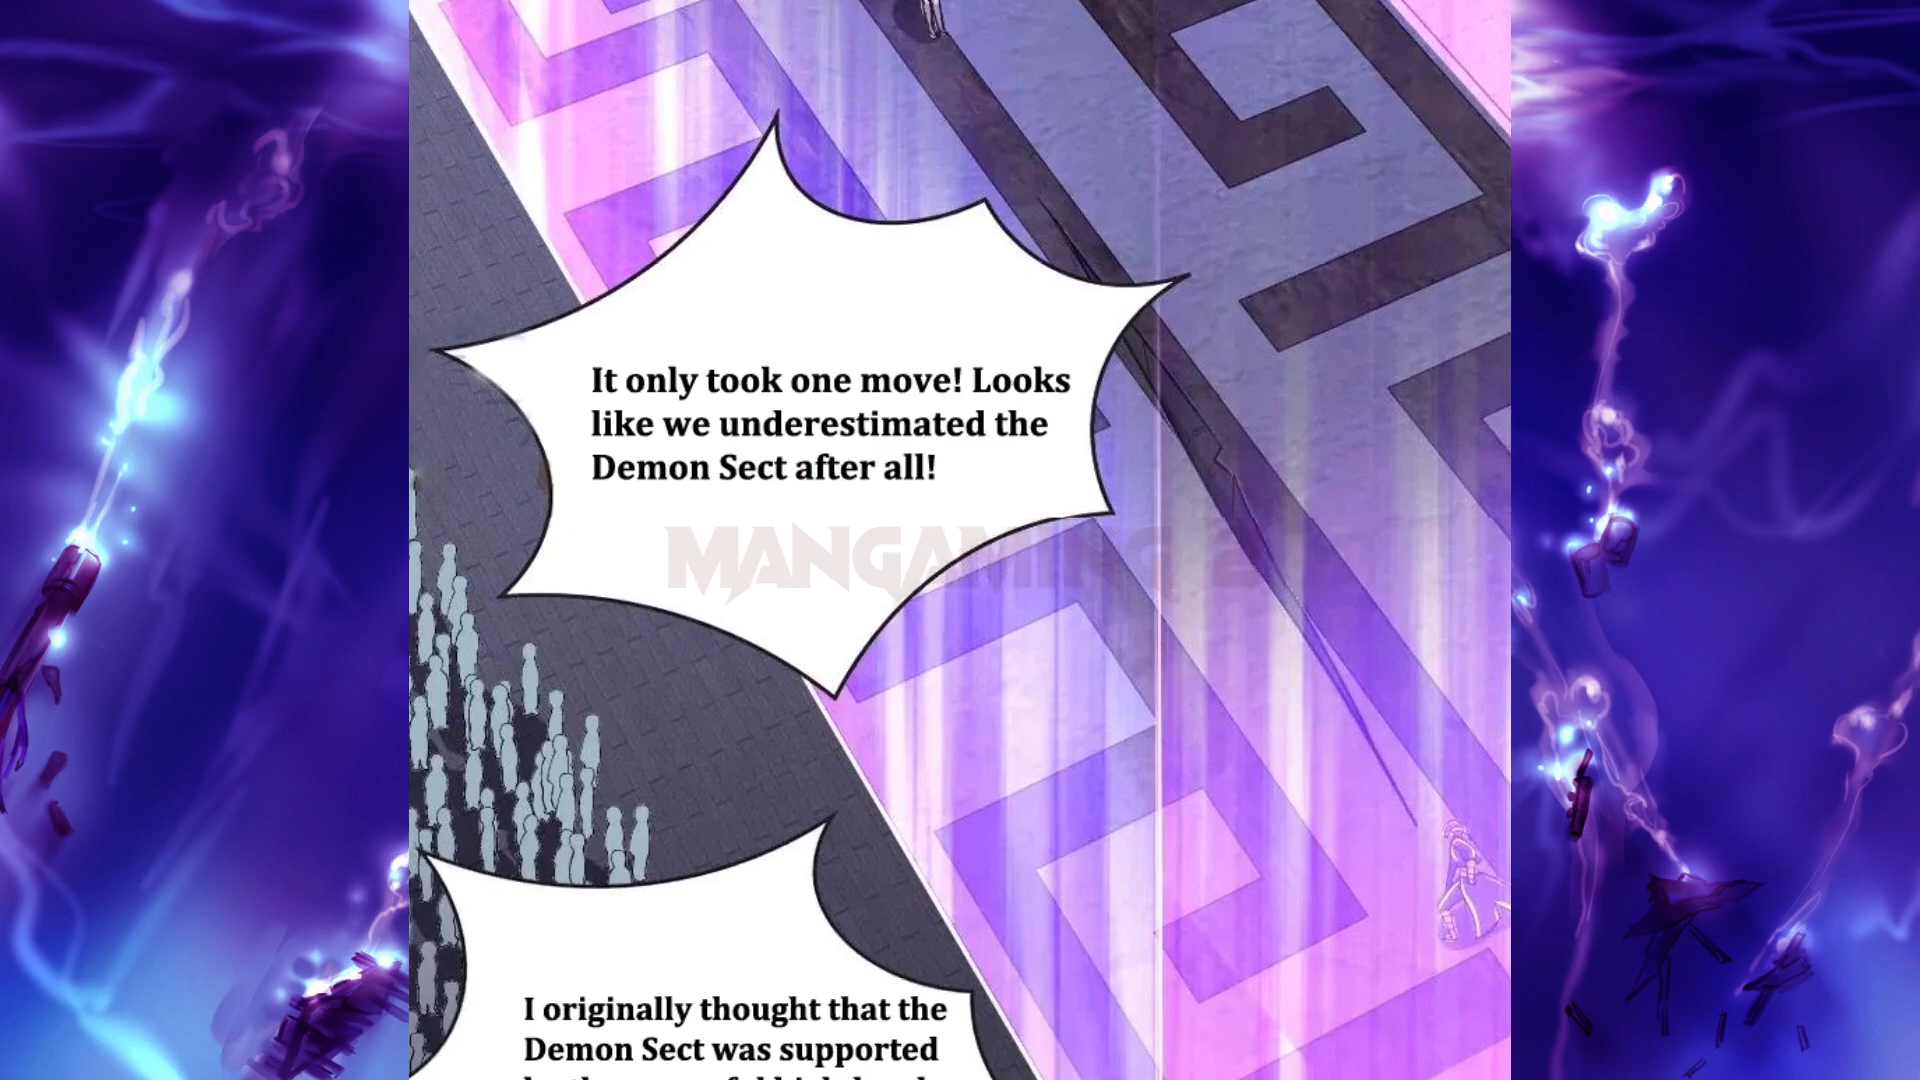 It only took one move! Looks
like we underestimated the
Demon Sect after all!
MANGAMING
I originally thought that the
Demon Sect was supported